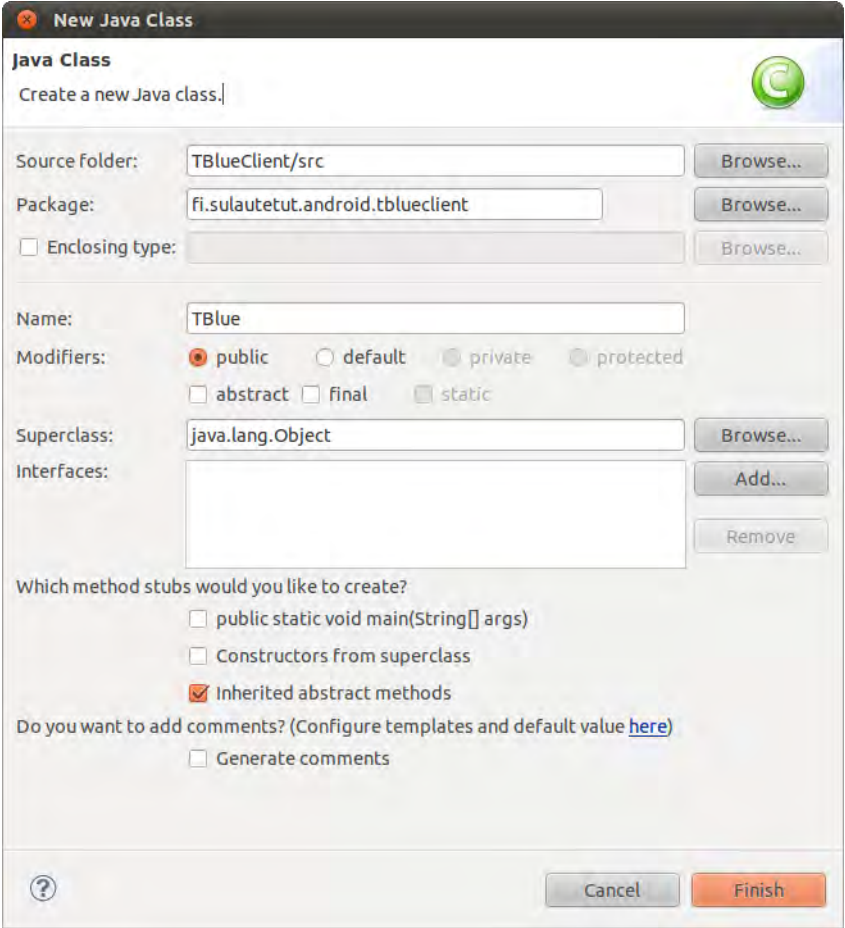 New Java Class
Java Class
Create a new Java class.
Source folder: TBlueClient/src Browse...
Package: fi.sulautetut.android.tblueclient Browse...
Enclosing type: Browse...
Name: TBlue
Modifiers: public default private protected
abstract final static
Superclass: java.lang.Object Browse...
Interfaces: Add...
Remove
Which method stubs would you like to create?
public static void main(String[] args)
Constructors from superclass
Inherited abstract methods
Do you want to add comments? (Configure templates and default value here)
Generate comments
? Cancel Finish